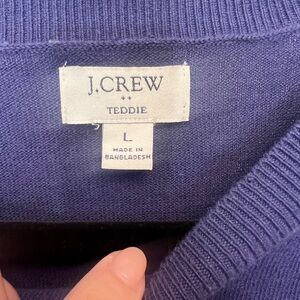 J.CREW
++
TEDDIE
L
MADE IN
BANGLADESH